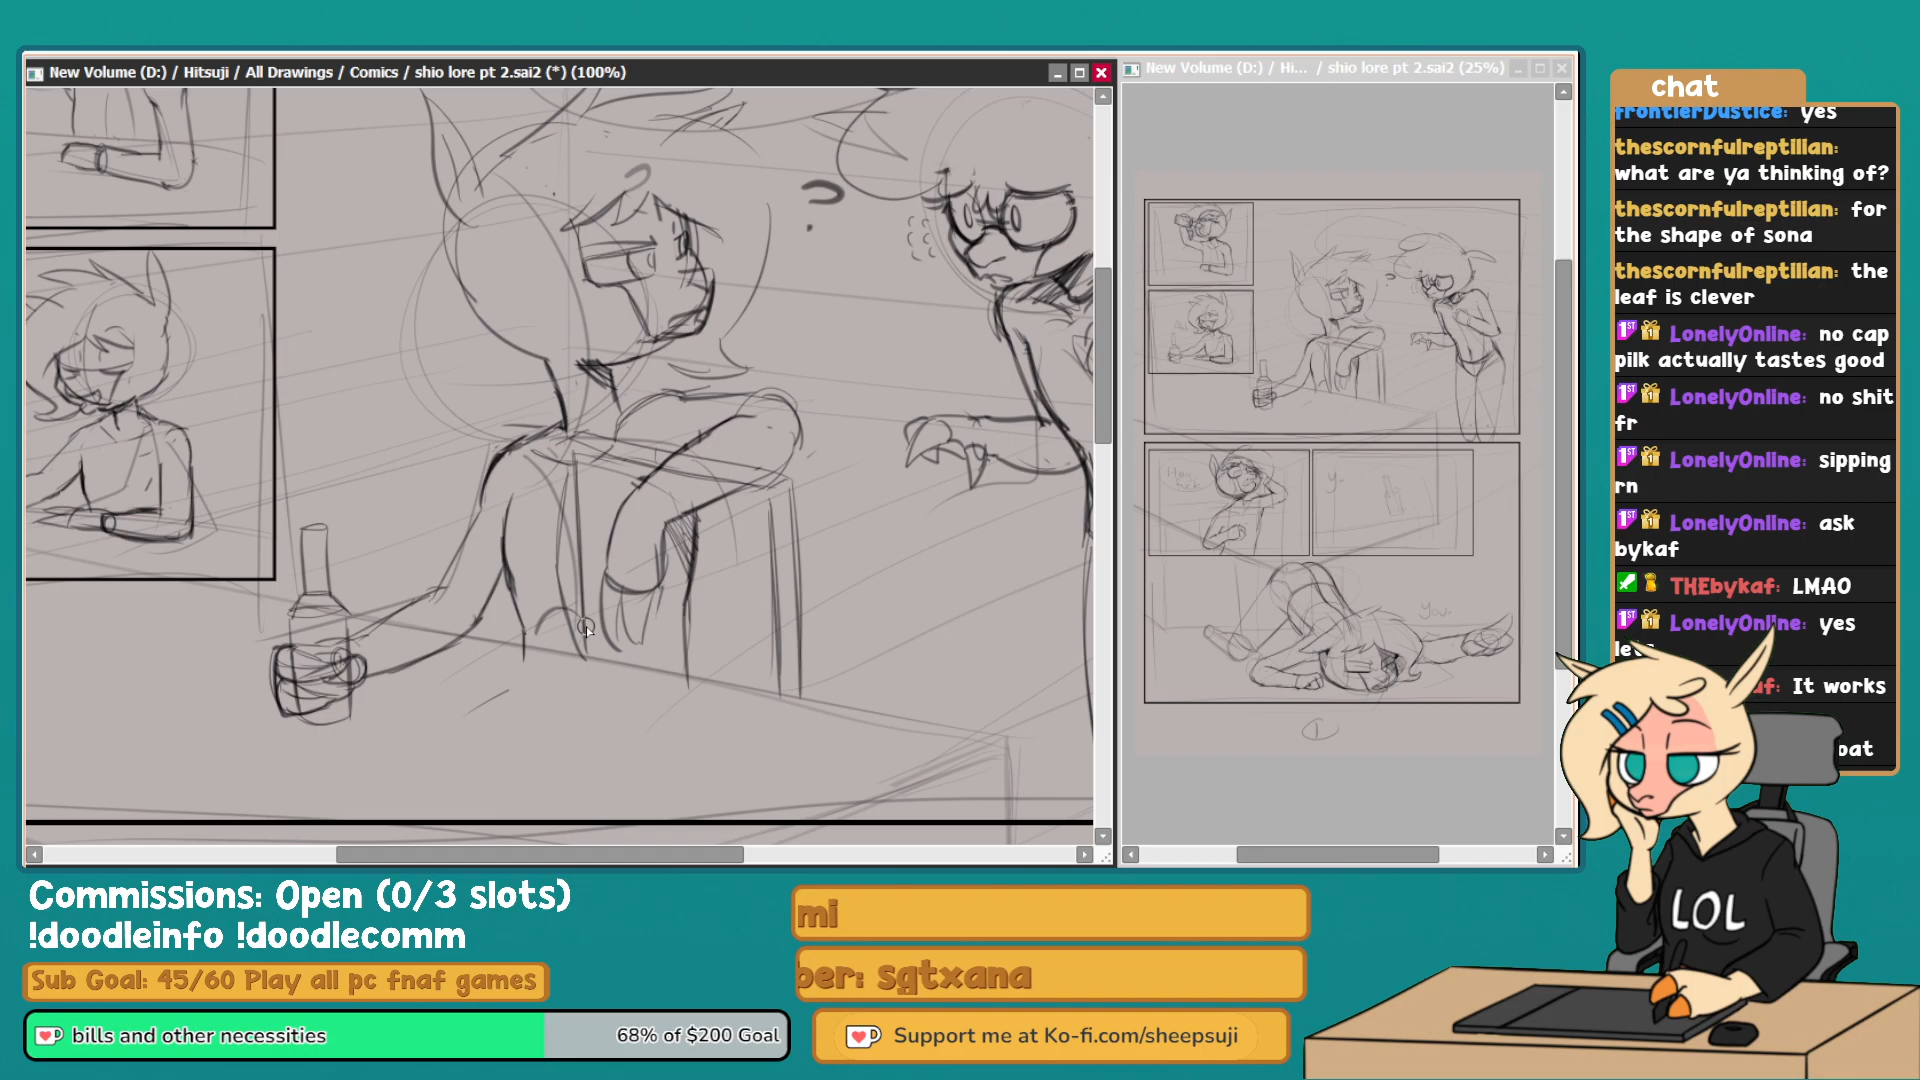 New Volume (D:) / Hitsuji / All Drawings / Comics / shio lore pt 2.sai2 (*) (100%)
New Volume (D:) / Hi... / shio lore pt 2.sai2 (25%)
chat
frontierDustice: yes
thescornfulreptilian:
what are ya thinking of?
thescornfulreptilian: for
the shape of sona
thescornfulreptilian: the
leaf is clever
LonelyOnline: no cap
pilk actually tastes good
LonelyOnline: no shit
fr
LonelyOnline: sipping
rn
LonelyOnline: ask
bykaf
THEbykaf: LMAO
LonelyOnline: yes
af: It works
oat
?
you.
1
LOL
Commissions: Open (0/3 slots)
!doodleinfo !doodlecomm
Sub Goal: 45/60 Play all pc fnaf games
bills and other necessities 68% of $200 Goal
mi
ber: sgtxana
Support me at Ko-fi.com/sheepsuji